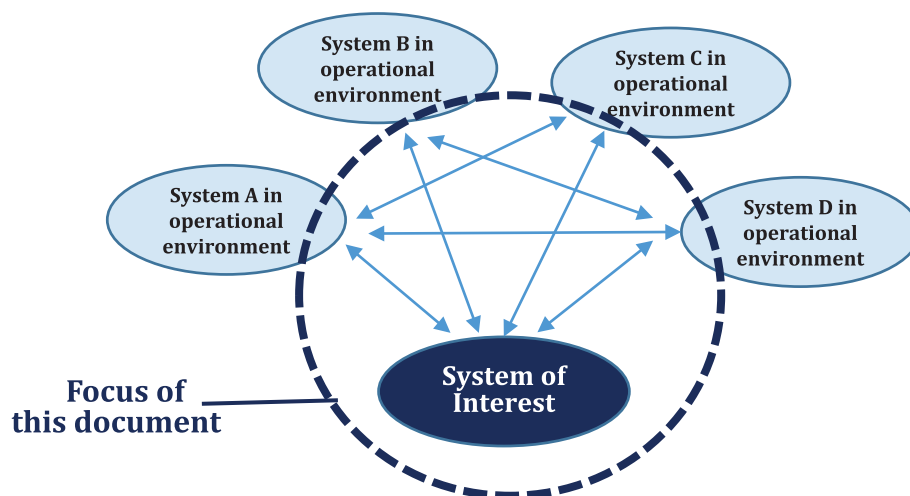 System B in
operational
environment
System C in
operational
environment
System A in
operational
environment
System D in
operational
environment
System of
Interest
Focus of
this document